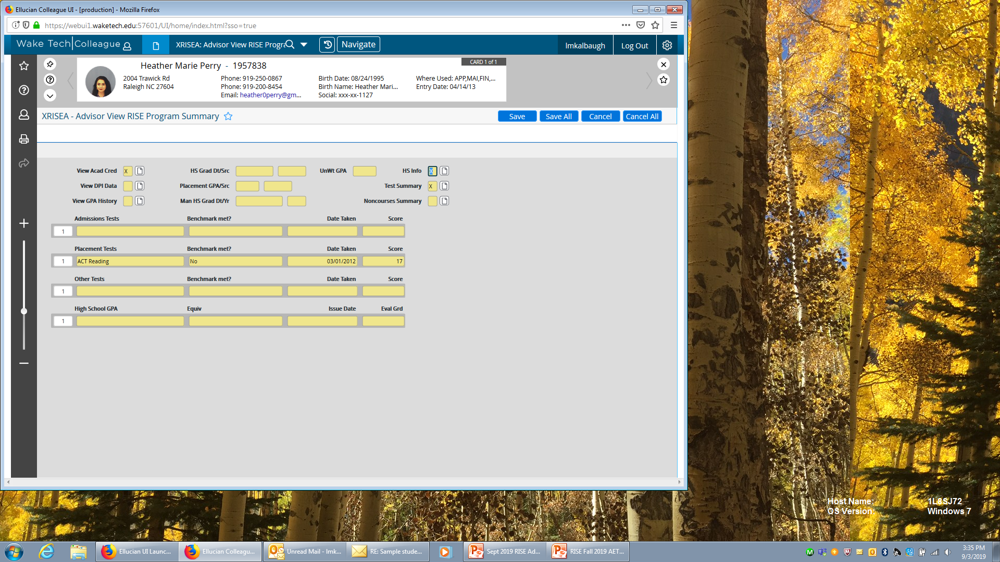 Ellucian Colleague UI - [production] - Mozilla Firefox
https://webui1.waketech.edu:57601/UI/home/index.html?sso=true
Wake Tech Colleague XRISEA: Advisor View RISE Progra Navigate lmkalbaugh Log Out
CARD 1 of 1
Heather Marie Perry - 1957838
2004 Trawick Rd Phone: 919-250-0867 Birth Date: 08/24/1995 Where Used: APP,MAI,FIN,...
Raleigh NC 27604 Phone: 919-200-8454 Birth Name: Heather Mari... Entry Date: 04/14/13
Email: heather0perry@gm... Social: xxx-xx-1127
XRISEA - Advisor View RISE Program Summary Save Save All Cancel Cancel All
View Acad Cred X HS Grad Dt/Src UnWt GPA HS Info X
View DPI Data Placement GPA/Src Test Summary X
View GPA History Man HS Grad Dt/Yr Noncourses Summary
Admissions Tests Benchmark met? Date Taken Score
1
Placement Tests Benchmark met? Date Taken Score
1 ACT Reading No 03/01/2012 17
Other Tests Benchmark met? Date Taken Score
1
High School GPA Equiv Issue Date Eval Grd
1
Host Name: 1L8SJ72
OS Version: Windows 7
Ellucian UI Launc... Ellucian Colleagu... Unread Mail - lmk... RE: Sample stude... Sept 2019 RISE Ad... RISE Fall 2019 AET... 3:35 PM
9/3/2019